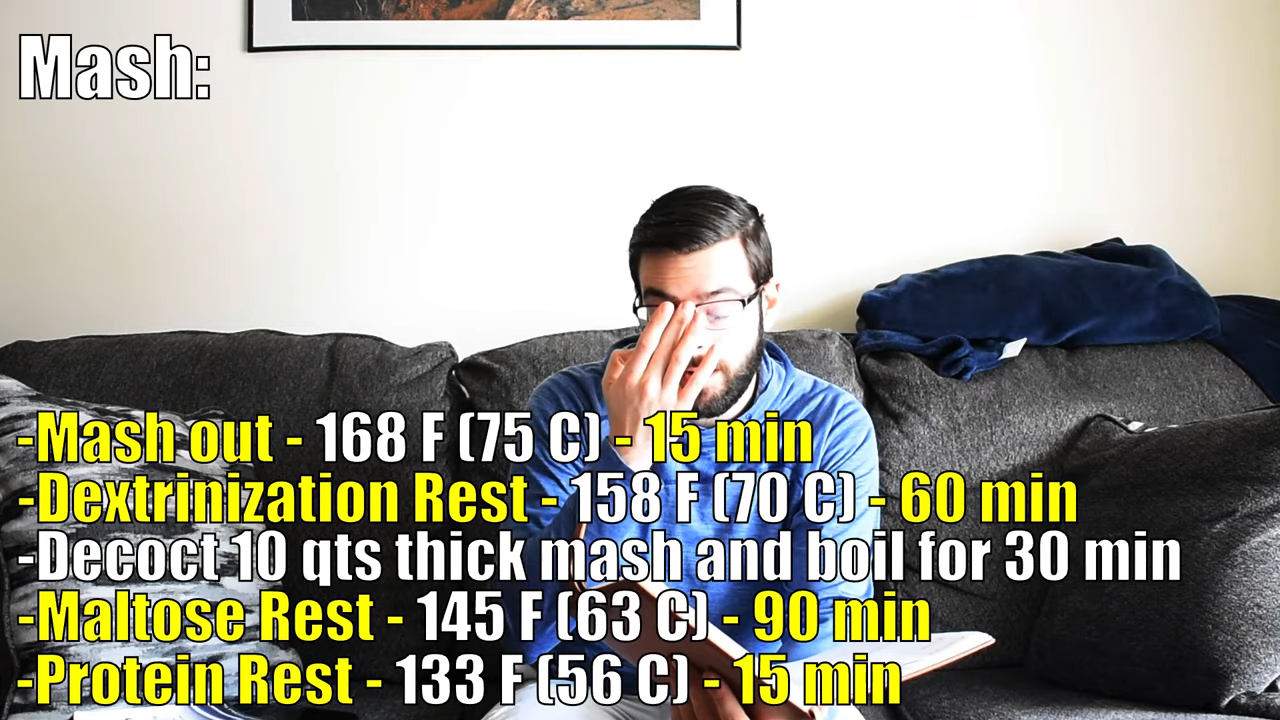 Mash:
-Mash out - 168 F (75 C) - 15 min
-Dextrinization Rest - 158 F (70 C) - 60 min
-Decoct 10 qts thick mash and boil for 30 min
-Maltose Rest - 145 F (63 C) - 90 min
-Protein Rest - 133 F (56 C) - 15 min